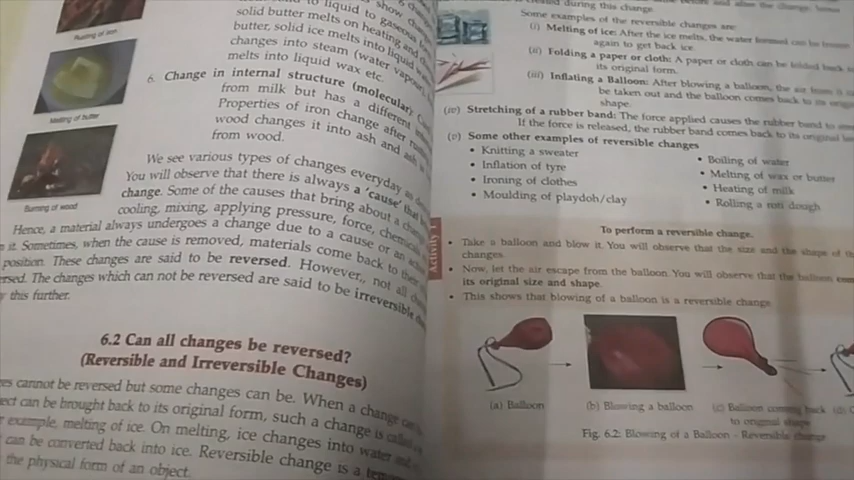 Rusting of iron
Melting of butter
Burning of wood
to liquid to gaseous
solid butter melts on heating and
butter, solid ice melts into liquid
changes into steam (water vapour)
melts into liquid wax etc.
6. Change in internal structure (molecular):
from milk but has a different
Properties of iron change after
wood changes it into ash and
from wood.
We see various types of changes everyday
You will observe that there is always a 'cause' that
change. Some of the causes that bring about a
cooling, mixing, applying pressure, force,
Hence, a material always undergoes a change due to a cause or an
it. Sometimes, when the cause is removed, materials come back to their
position. These changes are said to be reversed. However, not all
The changes which can not be reversed are said to be irreversible
this further.
6.2 Can all changes be reversed?
(Reversible and Irreversible Changes)
cannot be reversed but some changes can be. When a change
can be brought back to its original form, such a change is
example, melting of ice. On melting, ice changes into water
can be converted back into ice. Reversible change is a
the physical form of an object.
during this change.
Some examples of the reversible changes are:
(i) Melting of ice: After the ice melts, the water formed can be
again to get back ice.
(ii) Folding a paper or cloth: A paper or cloth can be folded back to
its original form.
(iii) Inflating a Balloon: After blowing a balloon, the air from it
be taken out and the balloon comes back to its
shape.
(iv) Stretching of a rubber band: The force applied causes the rubber band to
If the force is released, the rubber band comes back to its original
(v) Some other examples of reversible changes
• Knitting a sweater
• Inflation of tyre
• Ironing of clothes
• Moulding of playdoh/clay
• Boiling of water
• Melting of wax or butter
• Heating of milk
• Rolling a roti dough
Activity 1
To perform a reversible change.
• Take a balloon and blow it. You will observe that the size and the shape of
changes.
• Now, let the air escape from the balloon. You will observe that the balloon
its original size and shape.
• This shows that blowing of a balloon is a reversible change
(a) Balloon
(b) Blowing a balloon
(c) Balloon coming back
to original shape
(d)
Fig. 6.2: Blowing of a Balloon – Reversible change